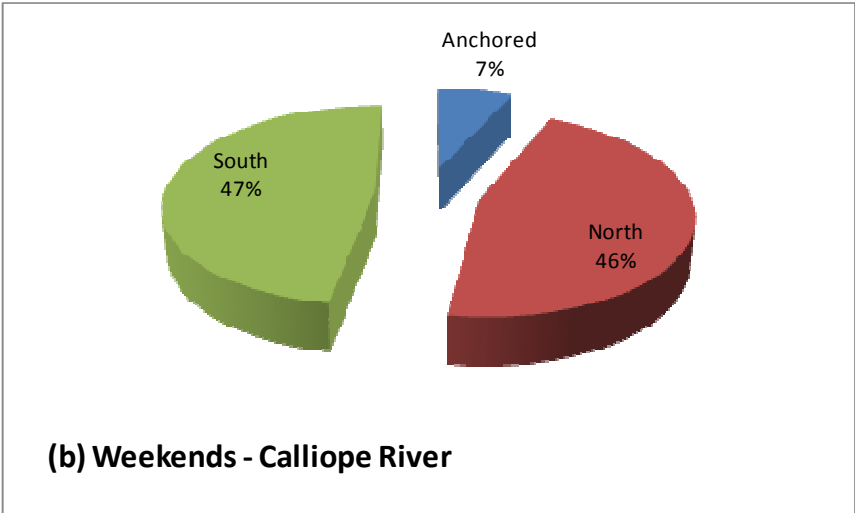 Anchored
7%
South
47%
North
46%
(b) Weekends - Calliope River